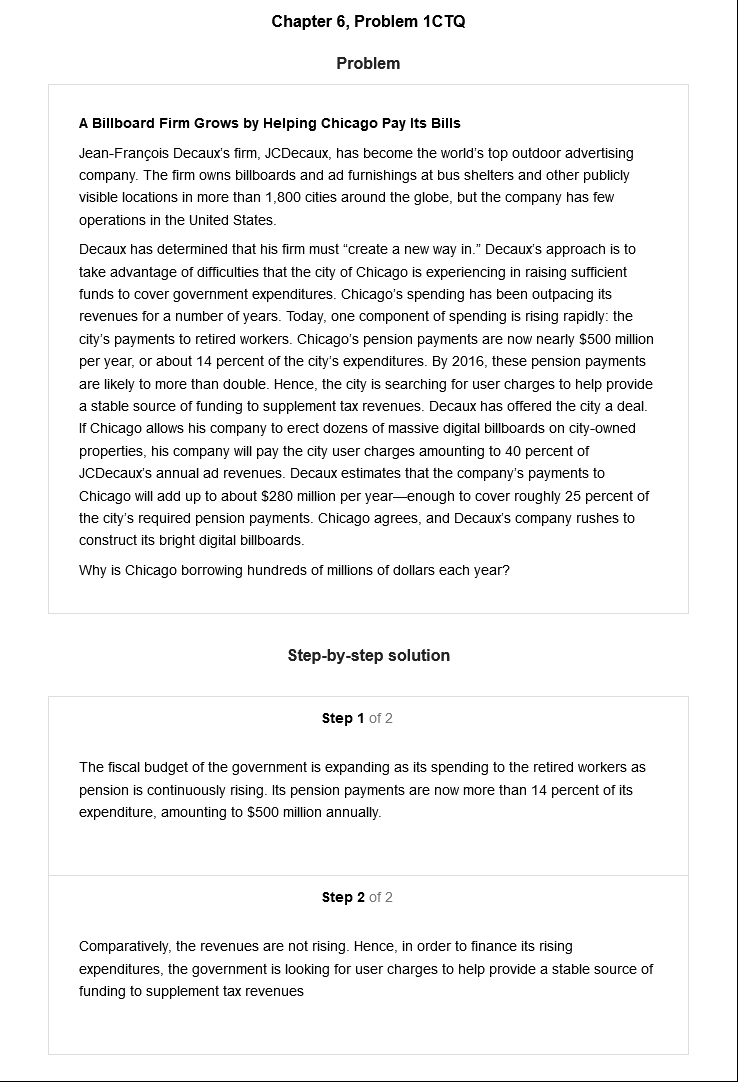 Chapter 6, Problem 1CTQ
Problem
A Billboard Firm Grows by Helping Chicago Pay Its Bills
Jean-François Decaux's firm, JCDecaux, has become the world's top outdoor advertising
company. The firm owns billboards and ad furnishings at bus shelters and other publicly
visible locations in more than 1,800 cities around the globe, but the company has few
operations in the United States.
Decaux has determined that his firm must “create a new way in.” Decaux's approach is to
take advantage of difficulties that the city of Chicago is experiencing in raising sufficient
funds to cover government expenditures. Chicago's spending has been outpacing its
revenues for a number of years. Today, one component of spending is rising rapidly: the
city's payments to retired workers. Chicago's pension payments are now nearly $500 million
per year, or about 14 percent of the city's expenditures. By 2016, these pension payments
are likely to more than double. Hence, the city is searching for user charges to help provide
a stable source of funding to supplement tax revenues. Decaux has offered the city a deal.
If Chicago allows his company to erect dozens of massive digital billboards on city-owned
properties, his company will pay the city user charges amounting to 40 percent of
JCDecaux's annual ad revenues. Decaux estimates that the company's payments to
Chicago will add up to about $280 million per year—enough to cover roughly 25 percent of
the city's required pension payments. Chicago agrees, and Decaux's company rushes to
construct its bright digital billboards.
Why is Chicago borrowing hundreds of millions of dollars each year?
Step-by-step solution
Step 1 of 2
The fiscal budget of the government is expanding as its spending to the retired workers as
pension is continuously rising. Its pension payments are now more than 14 percent of its
expenditure, amounting to $500 million annually.
Step 2 of 2
Comparatively, the revenues are not rising. Hence, in order to finance its rising
expenditures, the government is looking for user charges to help provide a stable source of
funding to supplement tax revenues